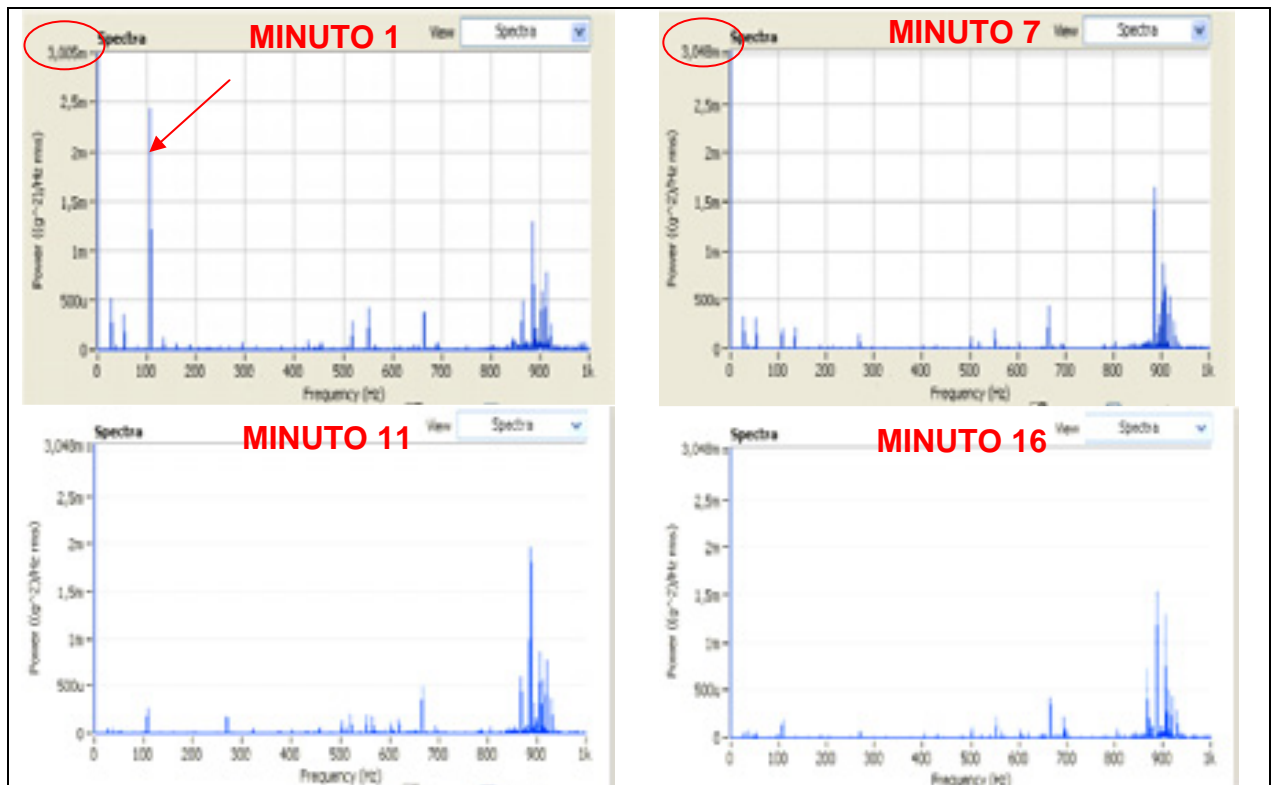 Spectra MINUTO 1 View Spectra
3,005m
2,5m
2m
1,5m
1m
500µ
0
Power ((g^2)/Hz rms)
0 100 200 300 400 500 600 700 800 900 1k
Frequency (Hz)
Spectra MINUTO 7 View Spectra
3,048m
2,5m
2m
1,5m
1m
500µ
0
Power ((g^2)/Hz rms)
0 100 200 300 400 500 600 700 800 900 1k
Frequency (Hz)
Spectra MINUTO 11 View Spectra
3,048m
2,5m
2m
1,5m
1m
500µ
0
Power ((g^2)/Hz rms)
0 100 200 300 400 500 600 700 800 900 1k
Frequency (Hz)
Spectra MINUTO 16 View Spectra
3,048m
2,5m
2m
1,5m
1m
500µ
0
Power ((g^2)/Hz rms)
0 100 200 300 400 500 600 700 800 900 1k
Frequency (Hz)